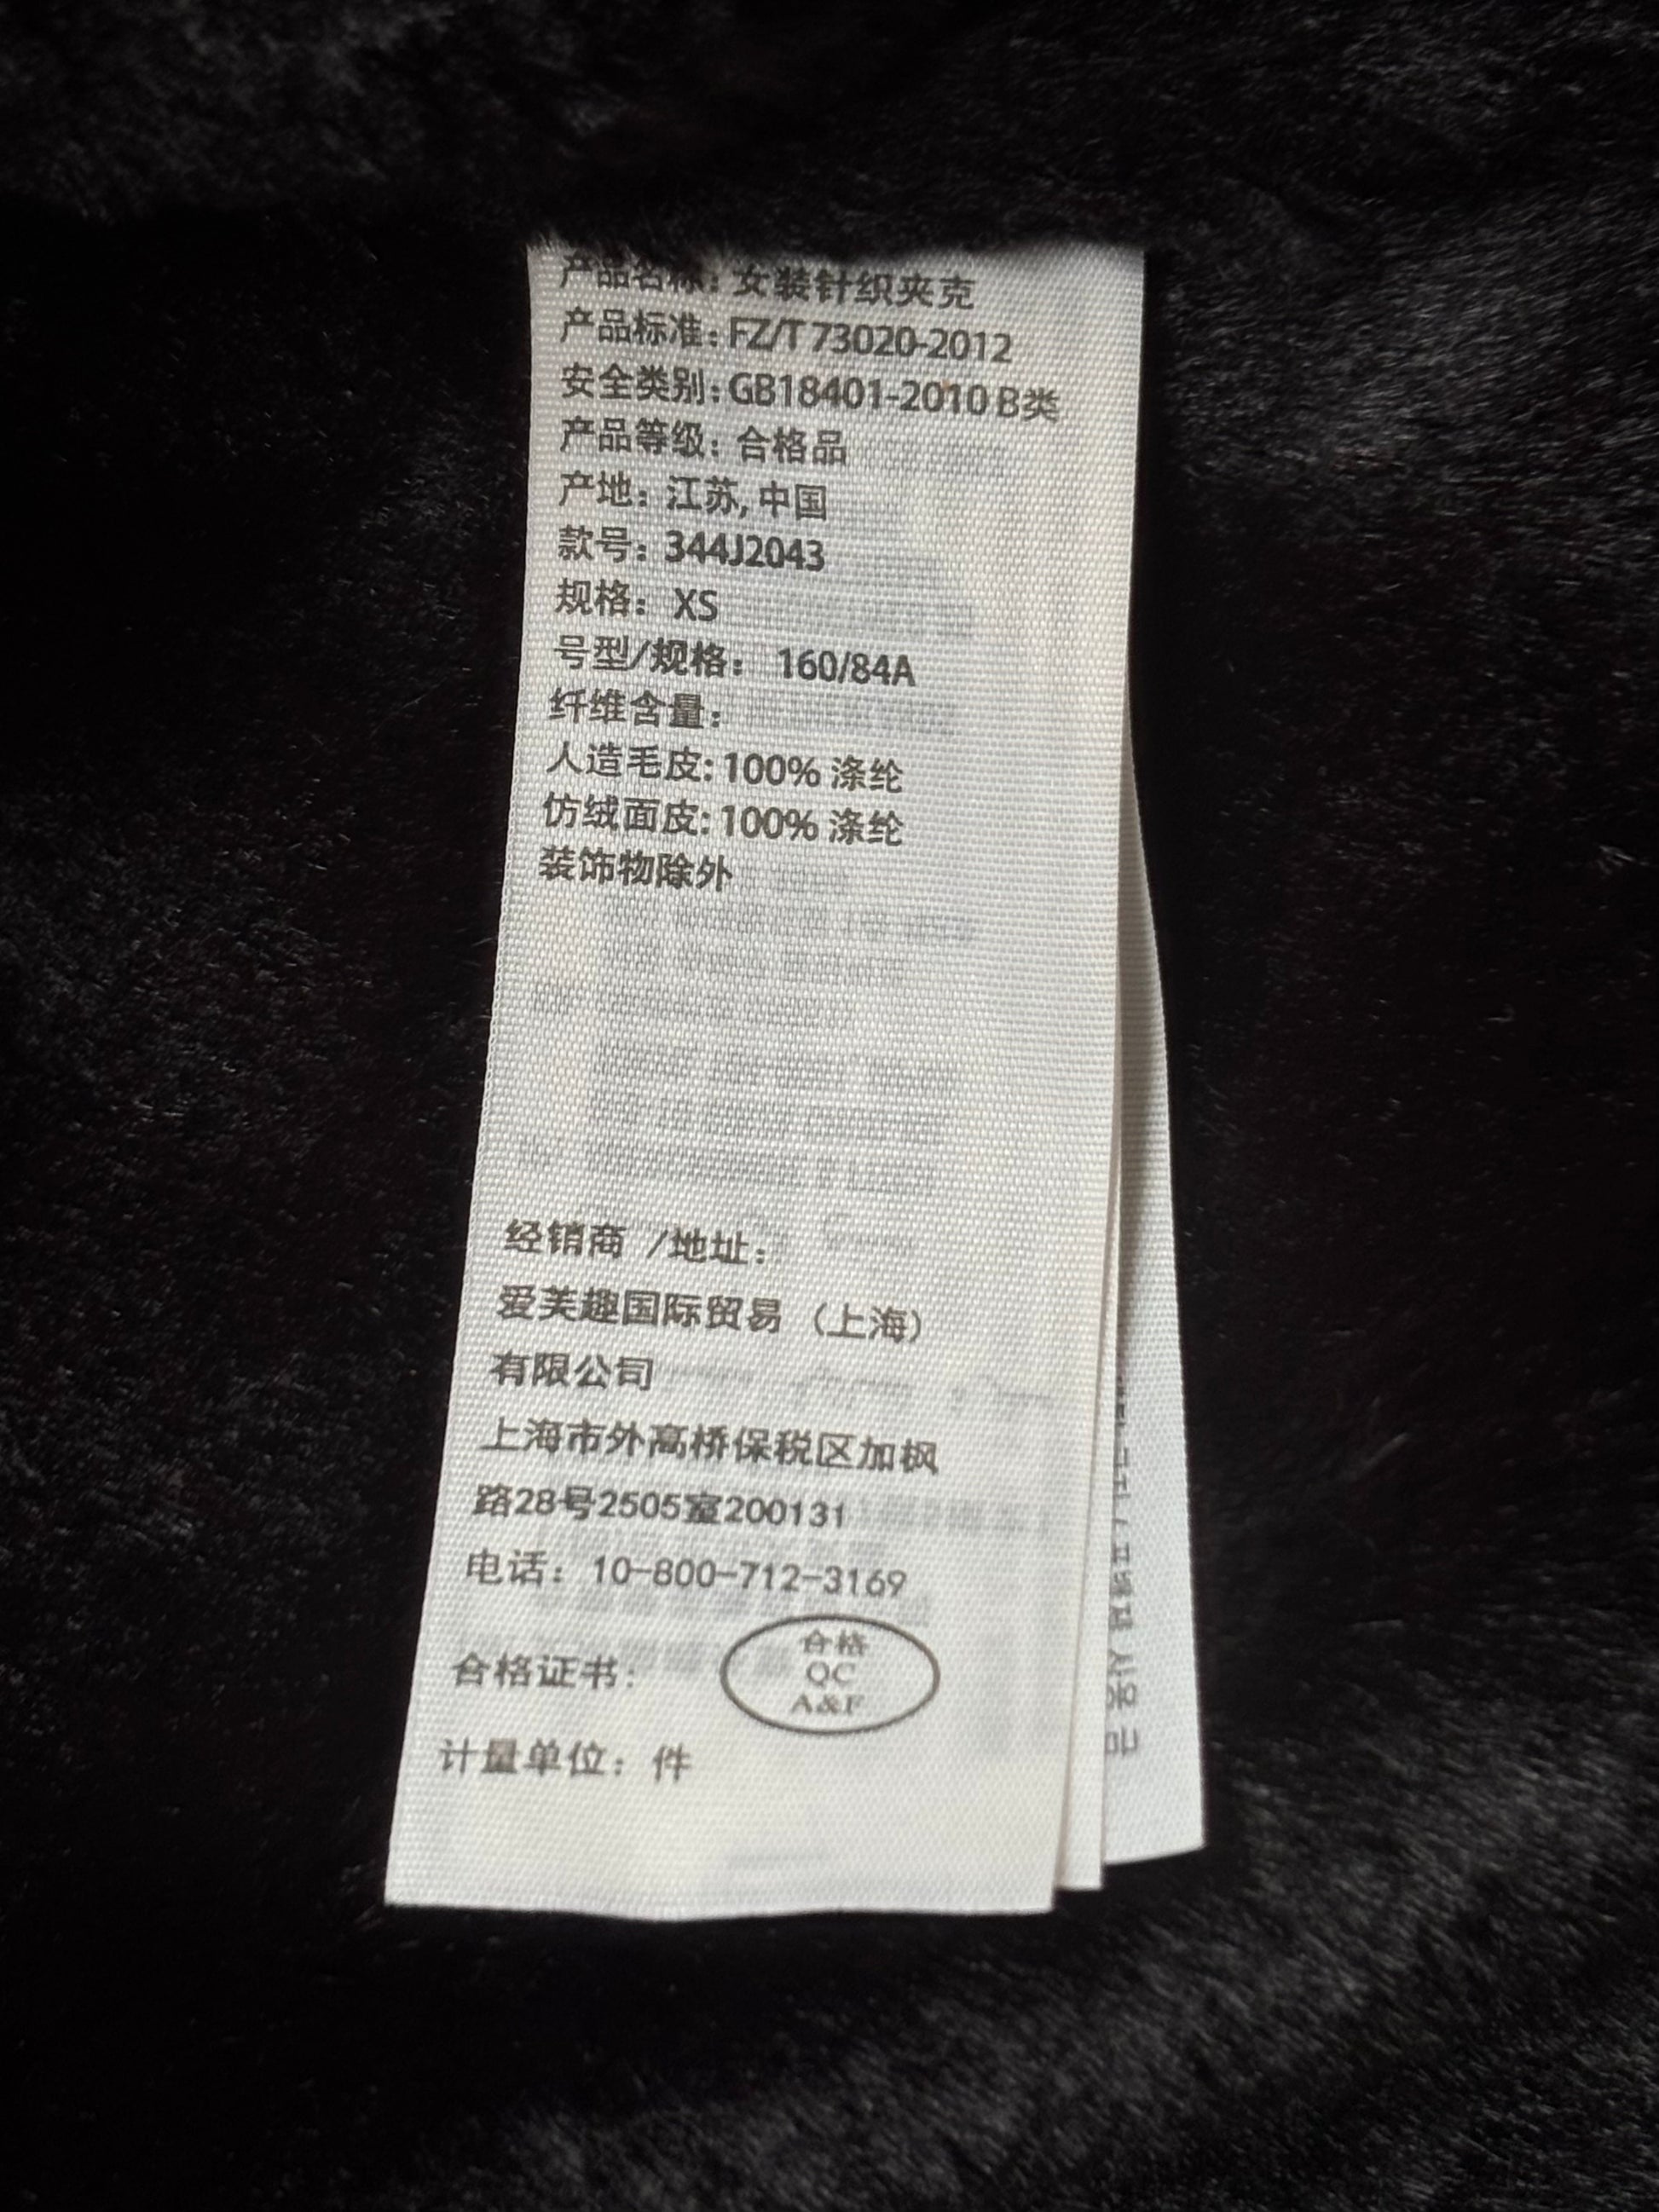 产品名称：女装针织夹克
产品标准：FZ/T 73020-2012
安全类别：GB18401-2010 B类
产品等级：合格品
产地：江苏, 中国
款号：344J2043
规格：XS
号型/规格： 160/84A
纤维含量：
人造毛皮: 100% 涤纶
仿绒面皮: 100% 涤纶
装饰物除外
经销商 /地址：
爱芙趣国际贸易（上海）
有限公司
上海市外高桥保税区加枫
路28号2505室200131
电话：10-800-712-3169
合格证书：
合格
QC
A&F
计量单位：件